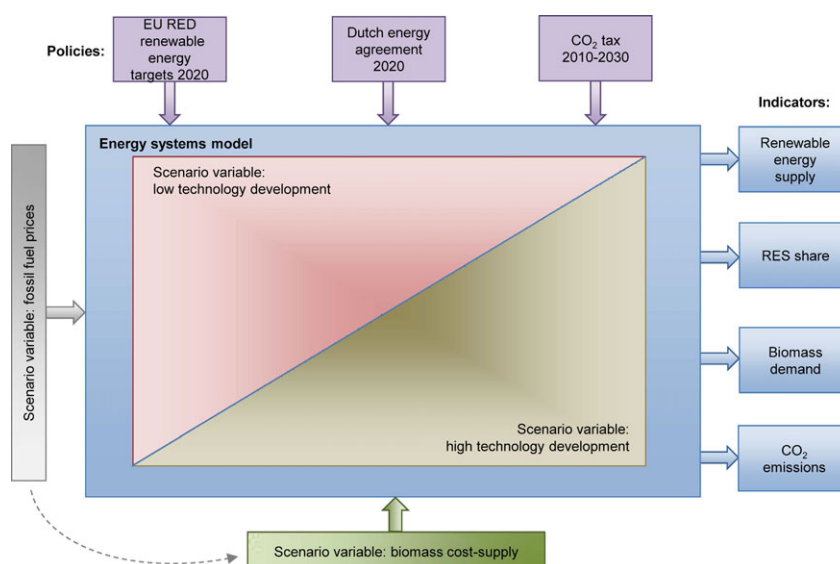 Policies:
EU RED
renewable
energy
targets 2020
Dutch energy
agreement
2020
CO₂ tax
2010-2030
Indicators:
Energy systems model
Scenario variable:
low technology development
Scenario variable:
high technology development
Scenario variable: fossil fuel prices
Scenario variable: biomass cost-supply
Renewable
energy
supply
RES share
Biomass
demand
CO₂
emissions